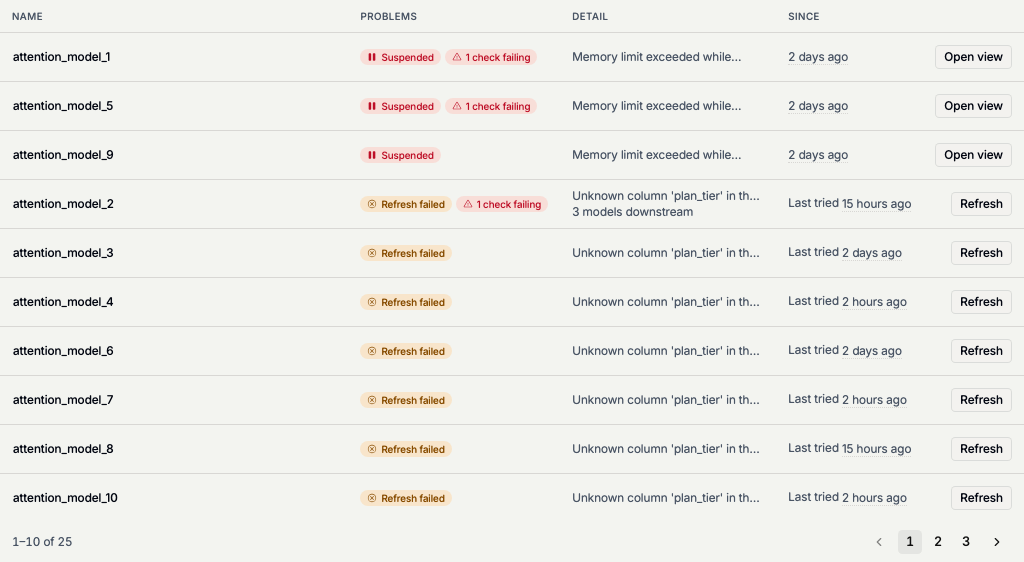 NAME PROBLEMS DETAIL SINCE
attention_model_1 Suspended 1 check failing Memory limit exceeded while... 2 days ago Open view
attention_model_5 Suspended 1 check failing Memory limit exceeded while... 2 days ago Open view
attention_model_9 Suspended Memory limit exceeded while... 2 days ago Open view
attention_model_2 Refresh failed 1 check failing Unknown column 'plan_tier' in th... Last tried 15 hours ago Refresh
3 models downstream
attention_model_3 Refresh failed Unknown column 'plan_tier' in th... Last tried 2 days ago Refresh
attention_model_4 Refresh failed Unknown column 'plan_tier' in th... Last tried 2 hours ago Refresh
attention_model_6 Refresh failed Unknown column 'plan_tier' in th... Last tried 2 days ago Refresh
attention_model_7 Refresh failed Unknown column 'plan_tier' in th... Last tried 2 hours ago Refresh
attention_model_8 Refresh failed Unknown column 'plan_tier' in th... Last tried 15 hours ago Refresh
attention_model_10 Refresh failed Unknown column 'plan_tier' in th... Last tried 2 hours ago Refresh
1–10 of 25 1 2 3